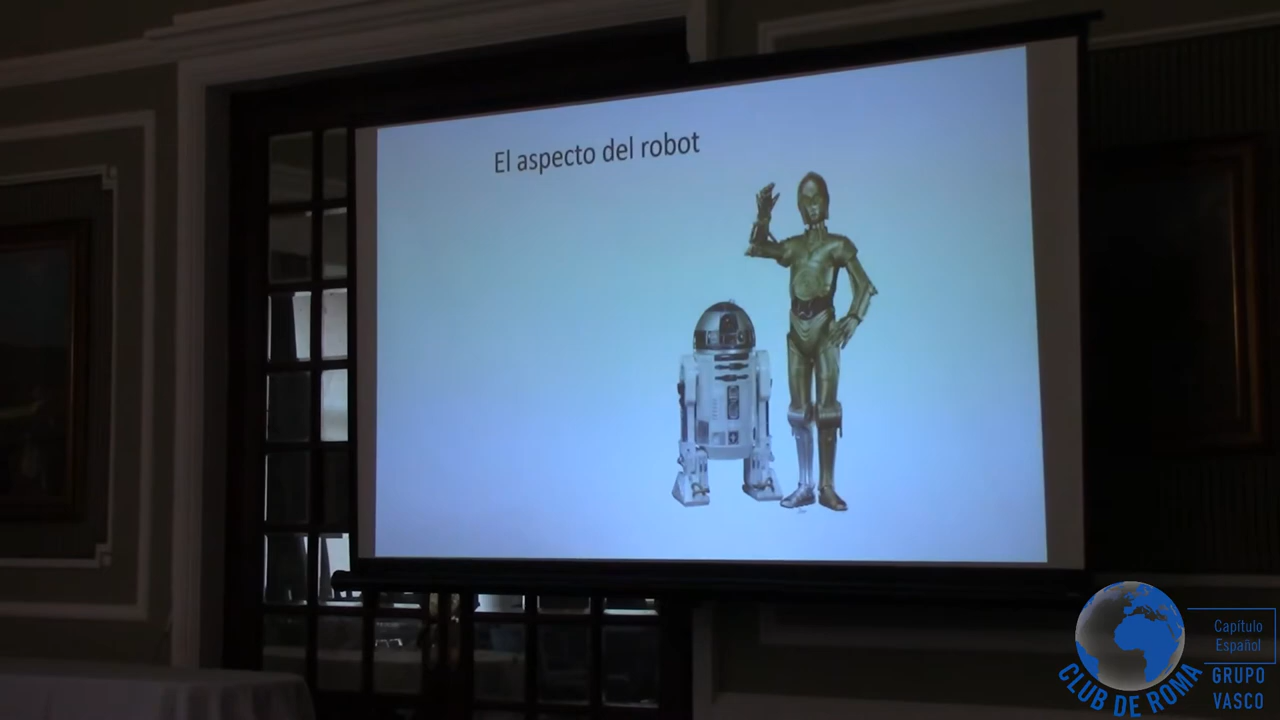 El aspecto del robot
Capítulo
Español
GRUPO
VASCO
CLUB DE ROMA